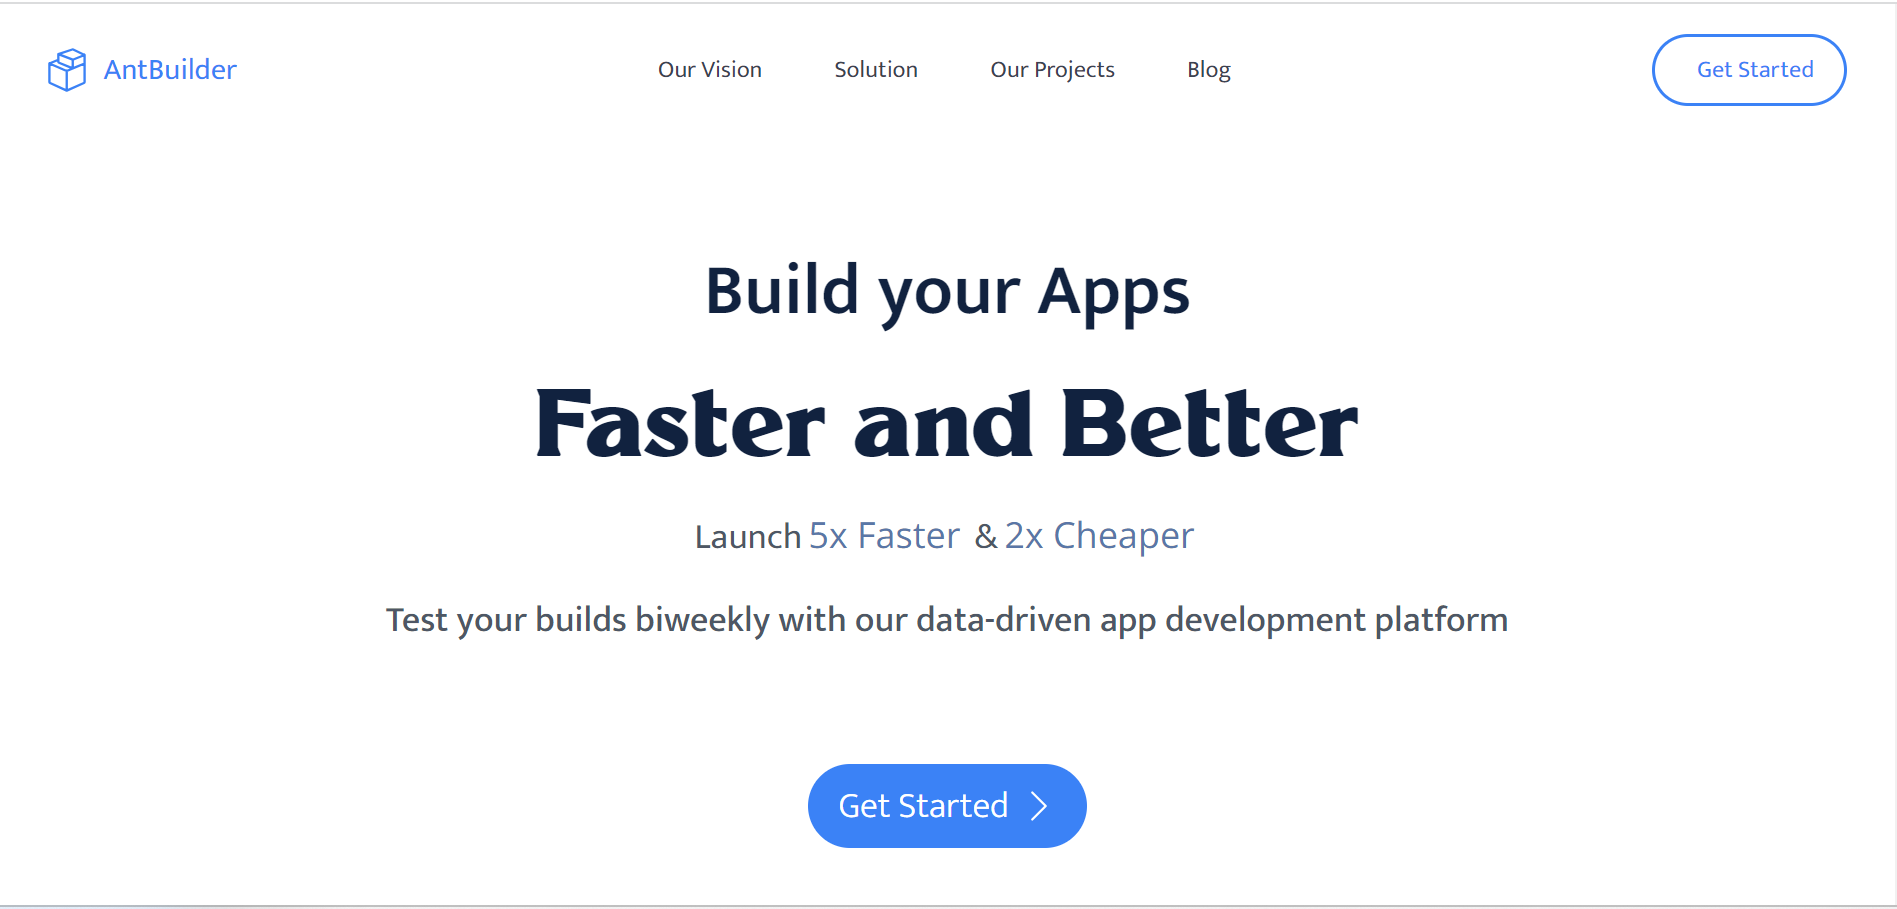 AntBuilder
Our Vision
Solution
Our Projects
Blog
Get Started
Build your Apps
Faster and Better
Launch 5x Faster & 2x Cheaper
Test your builds biweekly with our data-driven app development platform
Get Started